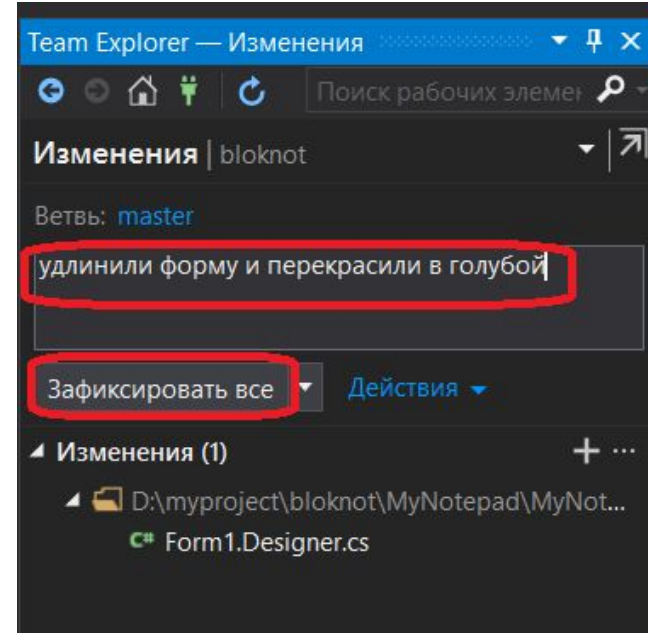 Team Explorer — Изменения
Поиск рабочих элемен
Изменения | bloknot
Ветвь: master
удлинили форму и перекрасили в голубой
Зафиксировать все
Действия
Изменения (1)
D:\myproject\bloknot\MyNotepad\MyNot...
C# Form1.Designer.cs